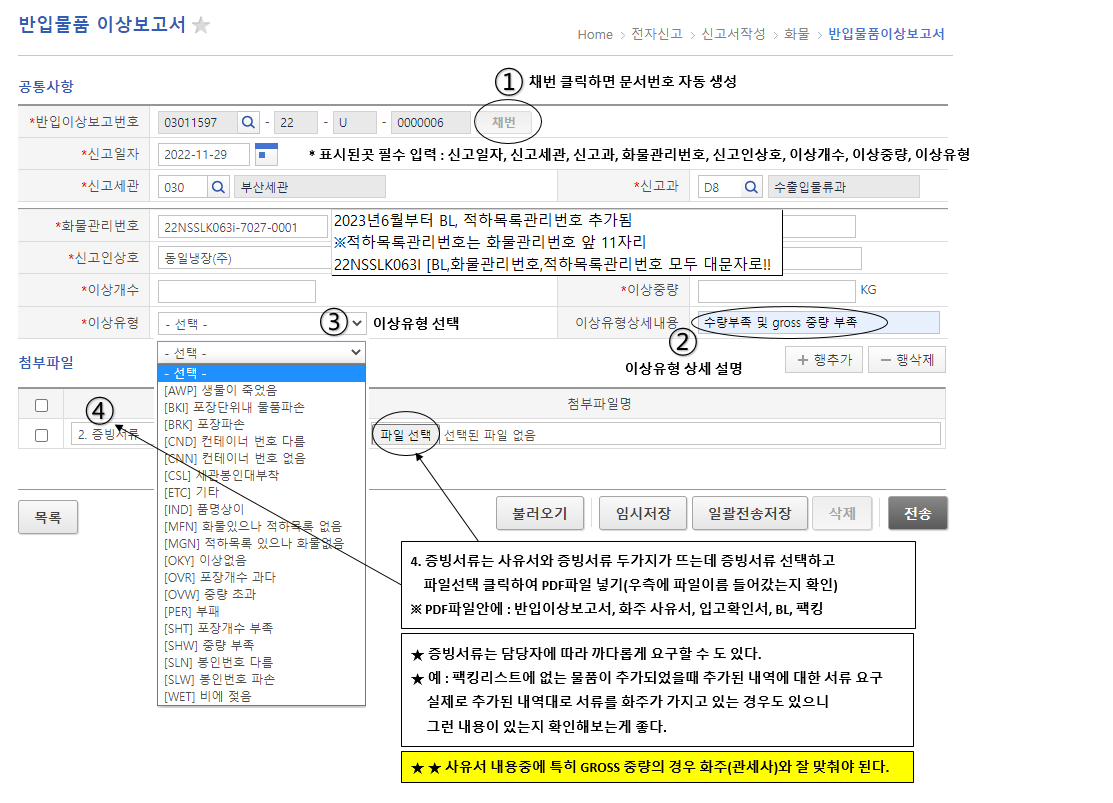 반입물품 이상보고서
Home > 전자신고 > 신고서작성 > 화물 > 반입물품이상보고서
공통사항
① 채번 클릭하면 문서번호 자동 생성
*반입이상보고번호 03011597 - 22 - U - 0000006 채번
*신고일자 2022-11-29 * 표시된곳 필수 입력 : 신고일자, 신고세관, 신고과, 화물관리번호, 신고인상호, 이상개수, 이상중량, 이상유형
*신고세관 030 부산세관 *신고과 D8 수출입물류과
*화물관리번호 22NSSLK063i-7027-0001
2023년6월부터 BL, 적하목록관리번호 추가됨
※적하목록관리번호는 화물관리번호 앞 11자리
22NSSLK063I [BL,화물관리번호,적하목록관리번호 모두 대문자로!!
*신고인상호 동일냉장(주)
*이상개수 *이상중량 KG
*이상유형 - 선택 - ③ 이상유형 선택 이상유형상세내용 수량부족 및 gross 중량 부족
②
이상유형 상세 설명
+ 행추가 − 행삭제
첨부파일
- 선택 -
- 선택 -
[AWP] 생물이 죽었음
[BKI] 포장단위내 물품파손
[BRK] 포장파손
[CND] 컨테이너 번호 다름
[CNN] 컨테이너 번호 없음
[CSL] 세관봉인대부착
[ETC] 기타
[IND] 품명상이
[MFN] 화물있으나 적하목록 없음
[MGN] 적하목록 있으나 화물없음
[OKY] 이상없음
[OVR] 포장개수 과다
[OVW] 중량 초과
[PER] 부패
[SHT] 포장개수 부족
[SHW] 중량 부족
[SLN] 봉인번호 다름
[SLW] 봉인번호 파손
[WET] 비에 젖음
④
첨부파일명
2. 증빙서류
파일 선택 선택된 파일 없음
목록
불러오기 임시저장 일괄전송저장 삭제 전송
4. 증빙서류는 사유서와 증빙서류 두가지가 뜨는데 증빙서류 선택하고
파일선택 클릭하여 PDF파일 넣기(우측에 파일이름 들어갔는지 확인)
※ PDF파일안에 : 반입이상보고서, 화주 사유서, 입고확인서, BL, 팩킹
★ 증빙서류는 담당자에 따라 까다롭게 요구할 수 도 있다.
★ 예 : 팩킹리스트에 없는 물품이 추가되었을때 추가된 내역에 대한 서류 요구
실제로 추가된 내역대로 서류를 화주가 가지고 있는 경우도 있으니
그런 내용이 있는지 확인해보는게 좋다.
★ ★ 사유서 내용중에 특히 GROSS 중량의 경우 화주(관세사)와 잘 맞춰야 된다.